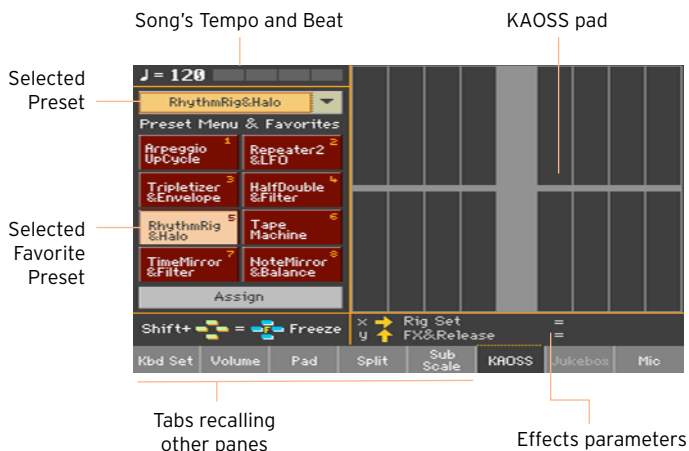 Song's Tempo and Beat
KAOSS pad
Selected
Preset
♩= 120
RhythmRig&Halo
Preset Menu & Favorites
Arpeggio 1
UpCycle
Repeater2 2
&LFO
Tripletizer 3
&Envelope
HalfDouble 4
&Filter
Selected
Favorite
Preset
RhythmRig 5
&Halo
Tape 6
Machine
TimeMirror 7
&Filter
NoteMirror 8
&Balance
Assign
Shift+ = F Freeze
x Rig Set =
y FX&Release =
Kbd Set
Volume
Pad
Split
Sub
Scale
KAOSS
Jukebox
Mic
Tabs recalling
other panes
Effects parameters